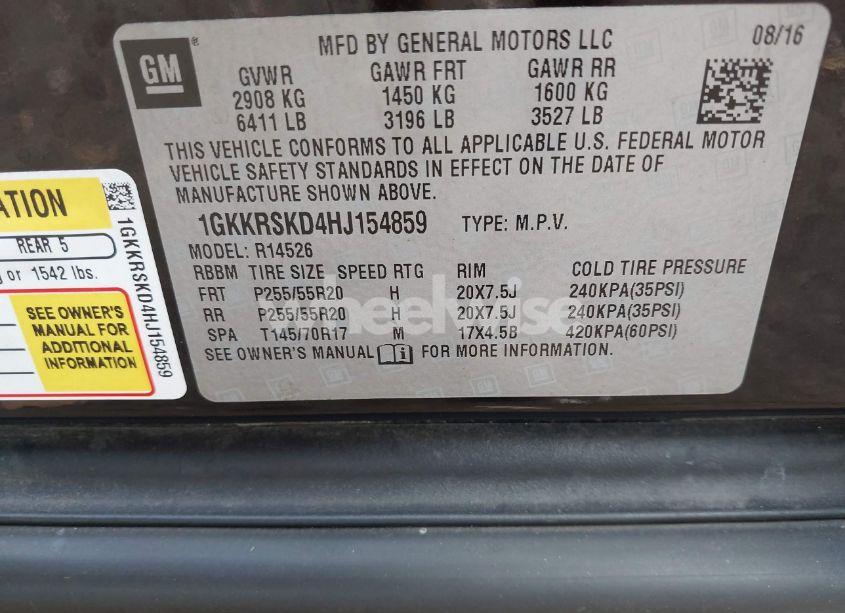 GM
MFD BY GENERAL MOTORS LLC 08/16
GVWR GAWR FRT GAWR RR
2908 KG 1450 KG 1600 KG
6411 LB 3196 LB 3527 LB
THIS VEHICLE CONFORMS TO ALL APPLICABLE U.S. FEDERAL MOTOR
VEHICLE SAFETY STANDARDS IN EFFECT ON THE DATE OF
MANUFACTURE SHOWN ABOVE.
1GKKRSKD4HJ154859 TYPE: M.P.V.
MODEL: R14526
RBBM TIRE SIZE SPEED RTG RIM COLD TIRE PRESSURE
FRT P255/55R20 H 20X7.5J 240KPA(35PSI)
RR P255/55R20 H 20X7.5J 240KPA(35PSI)
SPA T145/70R17 M 17X4.5B 420KPA(60PSI)
SEE OWNER'S MANUAL FOR MORE INFORMATION.
wheelwise
ATION
REAR 5
or 1542 lbs.
SEE OWNER'S
MANUAL FOR
ADDITIONAL
INFORMATION
1GKKRSKD4HJ154859